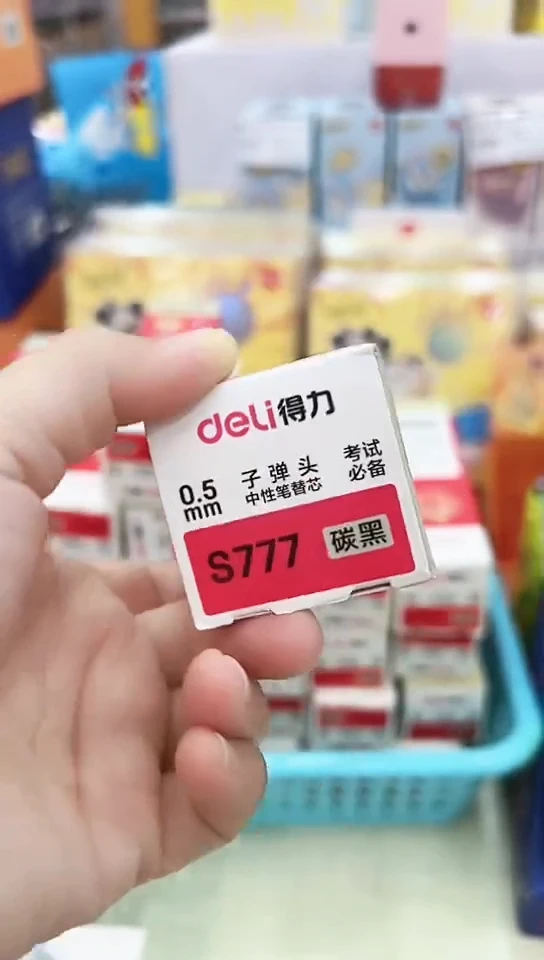 deli得力
0.5 mm
子弹头
中性笔替芯
考试
必备
S777 碳黑